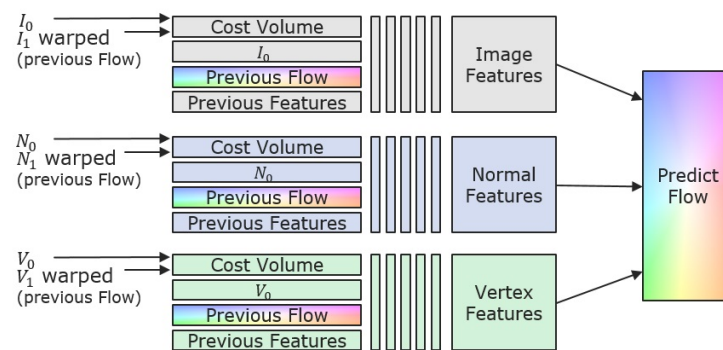 I₀
I₁ warped
(previous Flow)
Cost Volume
I₀
Previous Flow
Previous Features
Image
Features
N₀
N₁ warped
(previous Flow)
Cost Volume
N₀
Previous Flow
Previous Features
Normal
Features
Predict
Flow
V₀
V₁ warped
(previous Flow)
Cost Volume
V₀
Previous Flow
Previous Features
Vertex
Features